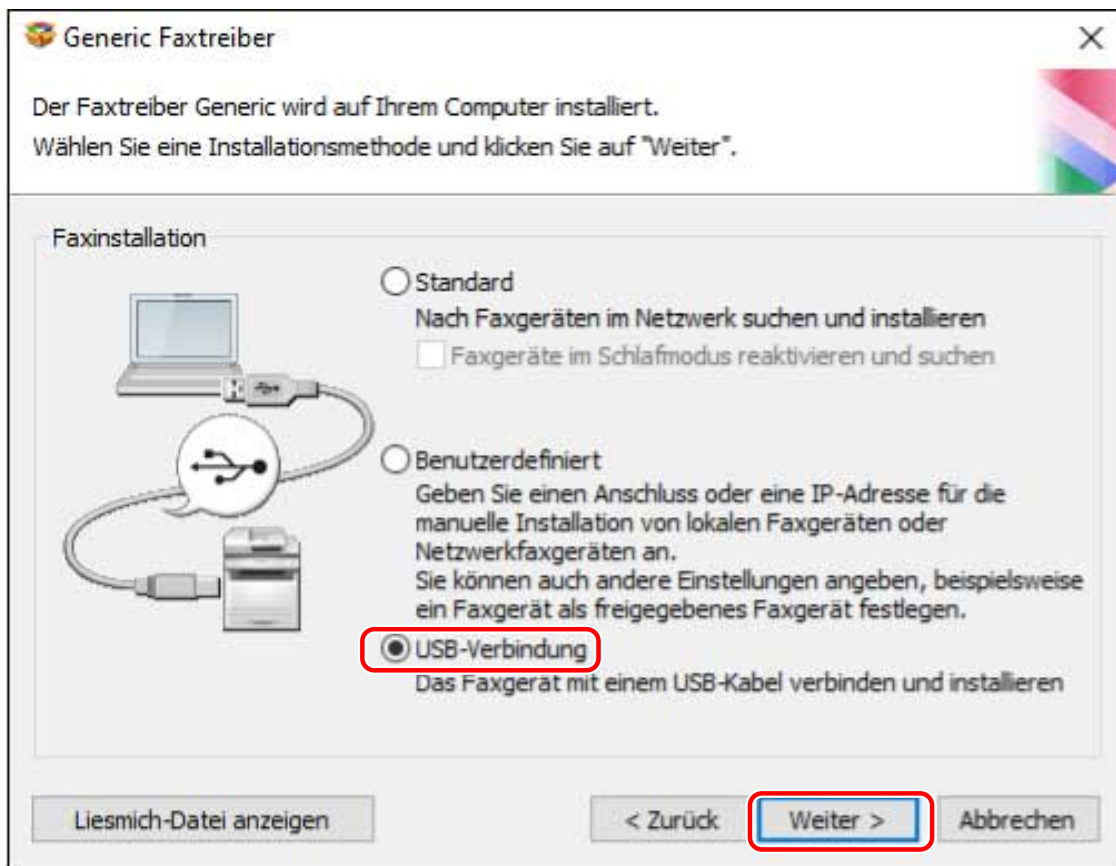 Generic Faxtreiber
Der Faxtreiber Generic wird auf Ihrem Computer installiert.
Wählen Sie eine Installationsmethode und klicken Sie auf "Weiter".
Faxinstallation
Standard
Nach Faxgeräten im Netzwerk suchen und installieren
Faxgeräte im Schlafmodus reaktivieren und suchen
Benutzerdefiniert
Geben Sie einen Anschluss oder eine IP-Adresse für die
manuelle Installation von lokalen Faxgeräten oder
Netzwerkfaxgeräten an.
Sie können auch andere Einstellungen angeben, beispielsweise
ein Faxgerät als freigegebenes Faxgerät festlegen.
USB-Verbindung
Das Faxgerät mit einem USB-Kabel verbinden und installieren
Liesmich-Datei anzeigen
< Zurück
Weiter >
Abbrechen